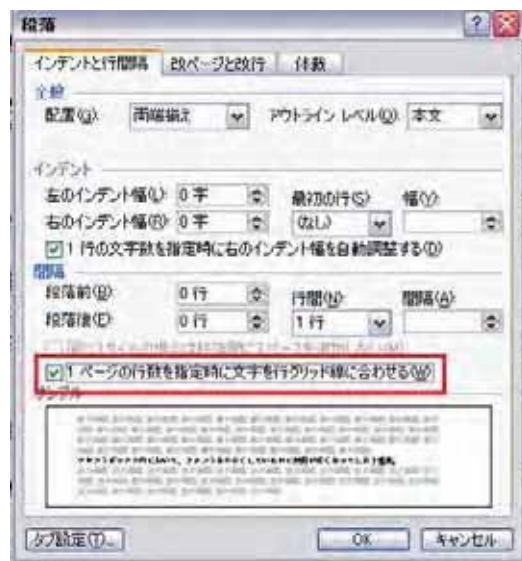 段落
インデントと行間隔 改ページと改行 体裁
全般
配置(G): 両端揃え アウトライン レベル(O): 本文
インデント
左のインデント幅(L): 0 字 最初の行(S): 幅(Y):
右のインデント幅(R): 0 字 (なし)
1 行の文字数を指定時に右のインデント幅を自動調整する(D)
間隔
段落前(B): 0 行 行間(N): 間隔(A):
段落後(E): 0 行 1 行
1 ページの行数を指定時に文字を行グリッド線に合わせる(W)
サンプル
タブ設定(T)... OK キャンセル